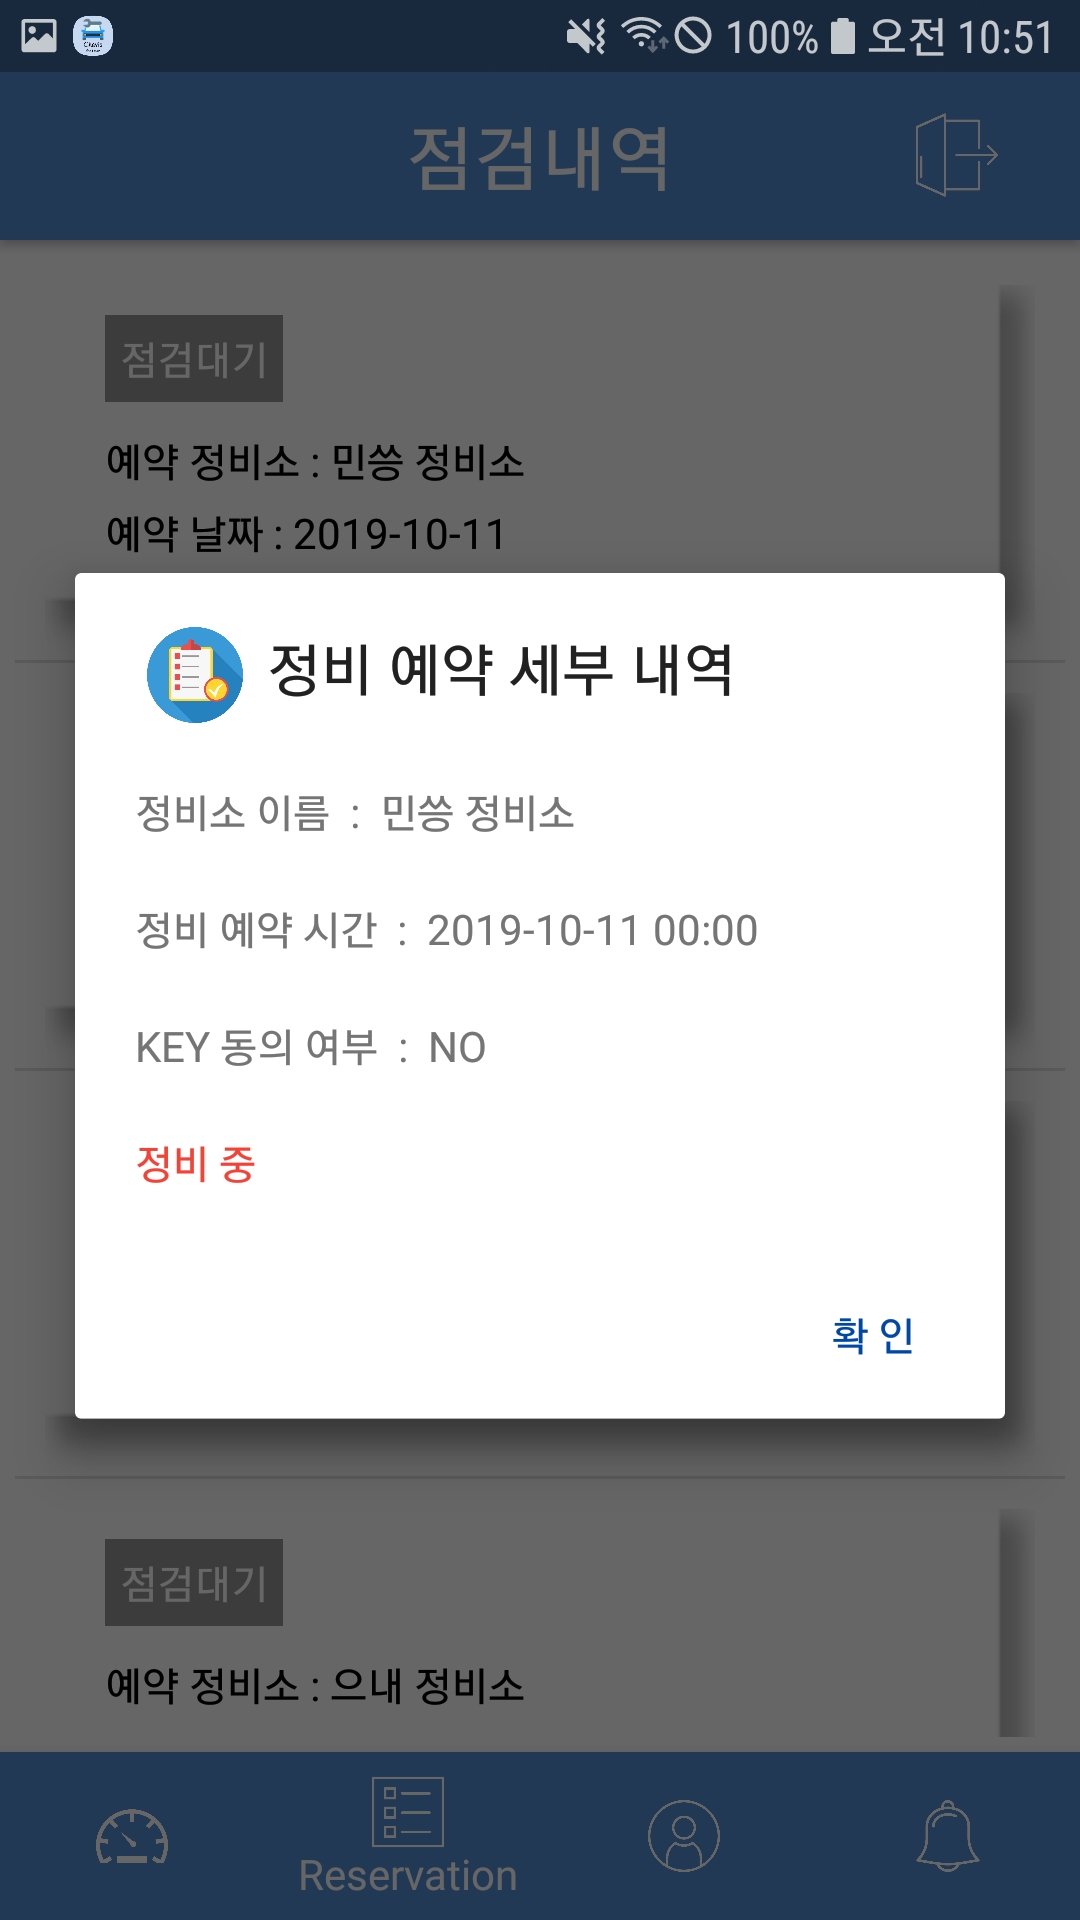 100% 오전 10:51
점검내역
점검대기
예약 정비소 : 민쓩 정비소
예약 날짜 : 2019-10-11
정비 예약 세부 내역
정비소 이름 : 민쓩 정비소
정비 예약 시간 : 2019-10-11 00:00
KEY 동의 여부 : NO
정비 중
확 인
점검대기
예약 정비소 : 으내 정비소
Reservation